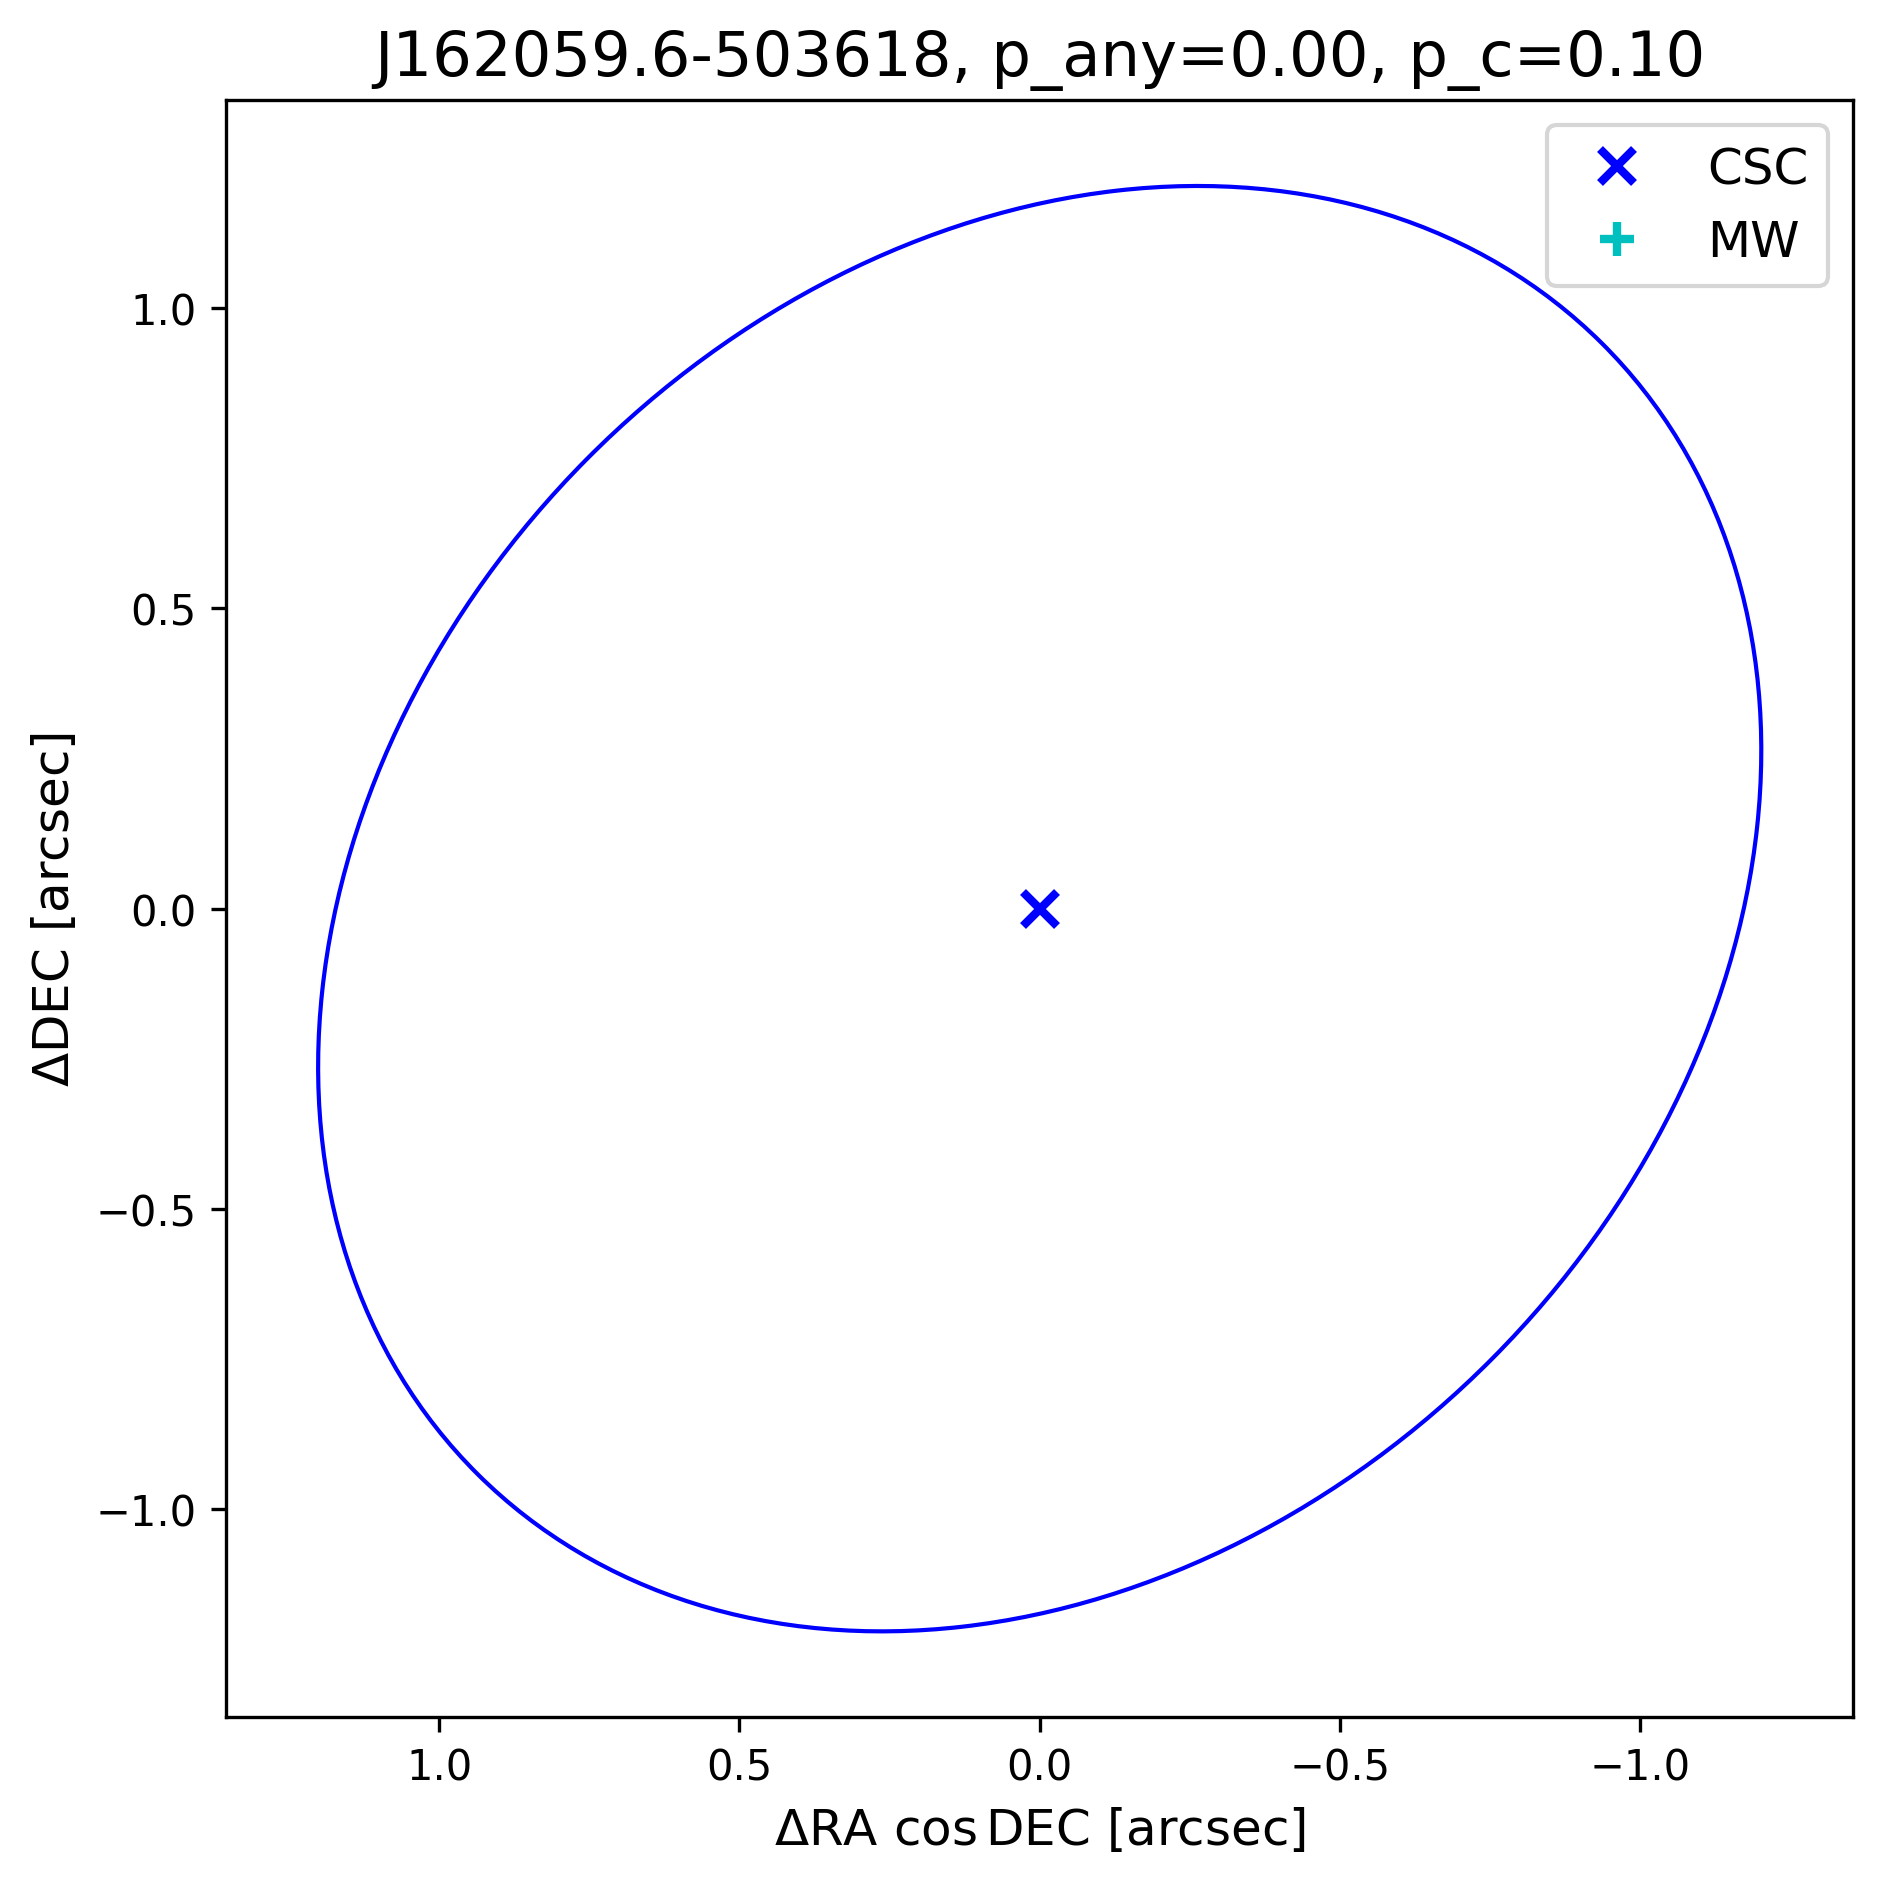 J162059.6-503618, p_any=0.00, p_c=0.10
CSC
MW
1.0
0.5
0.0
−0.5
−1.0
ΔDEC [arcsec]
1.0 0.5 0.0 −0.5 −1.0
ΔRA cos DEC [arcsec]